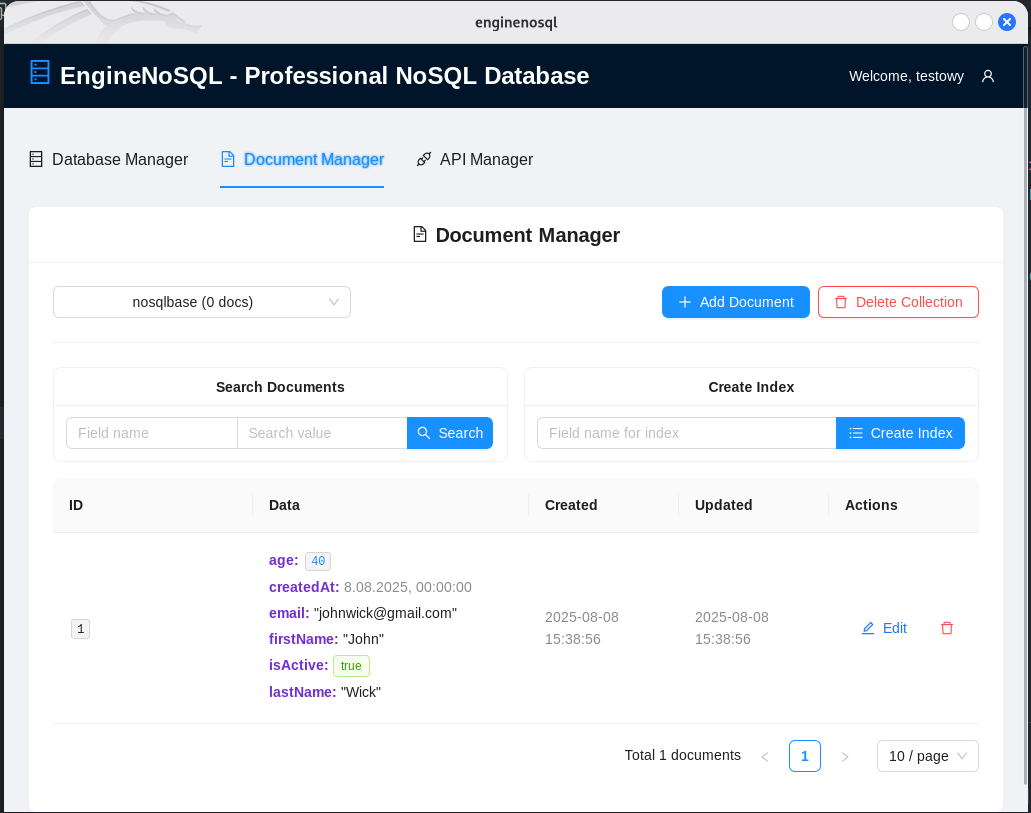 enginenosql
EngineNoSQL - Professional NoSQL Database
Welcome, testowy
Database Manager
Document Manager
API Manager
Document Manager
nosqlbase (0 docs)
Add Document
Delete Collection
Search Documents
Create Index
Field name
Search value
Search
Field name for index
Create Index
ID Data Created Updated Actions
1
age: 40
createdAt: 8.08.2025, 00:00:00
email: "johnwick@gmail.com"
firstName: "John"
isActive: true
lastName: "Wick"
2025-08-08
15:38:56
2025-08-08
15:38:56
Edit
Total 1 documents
1
10 / page